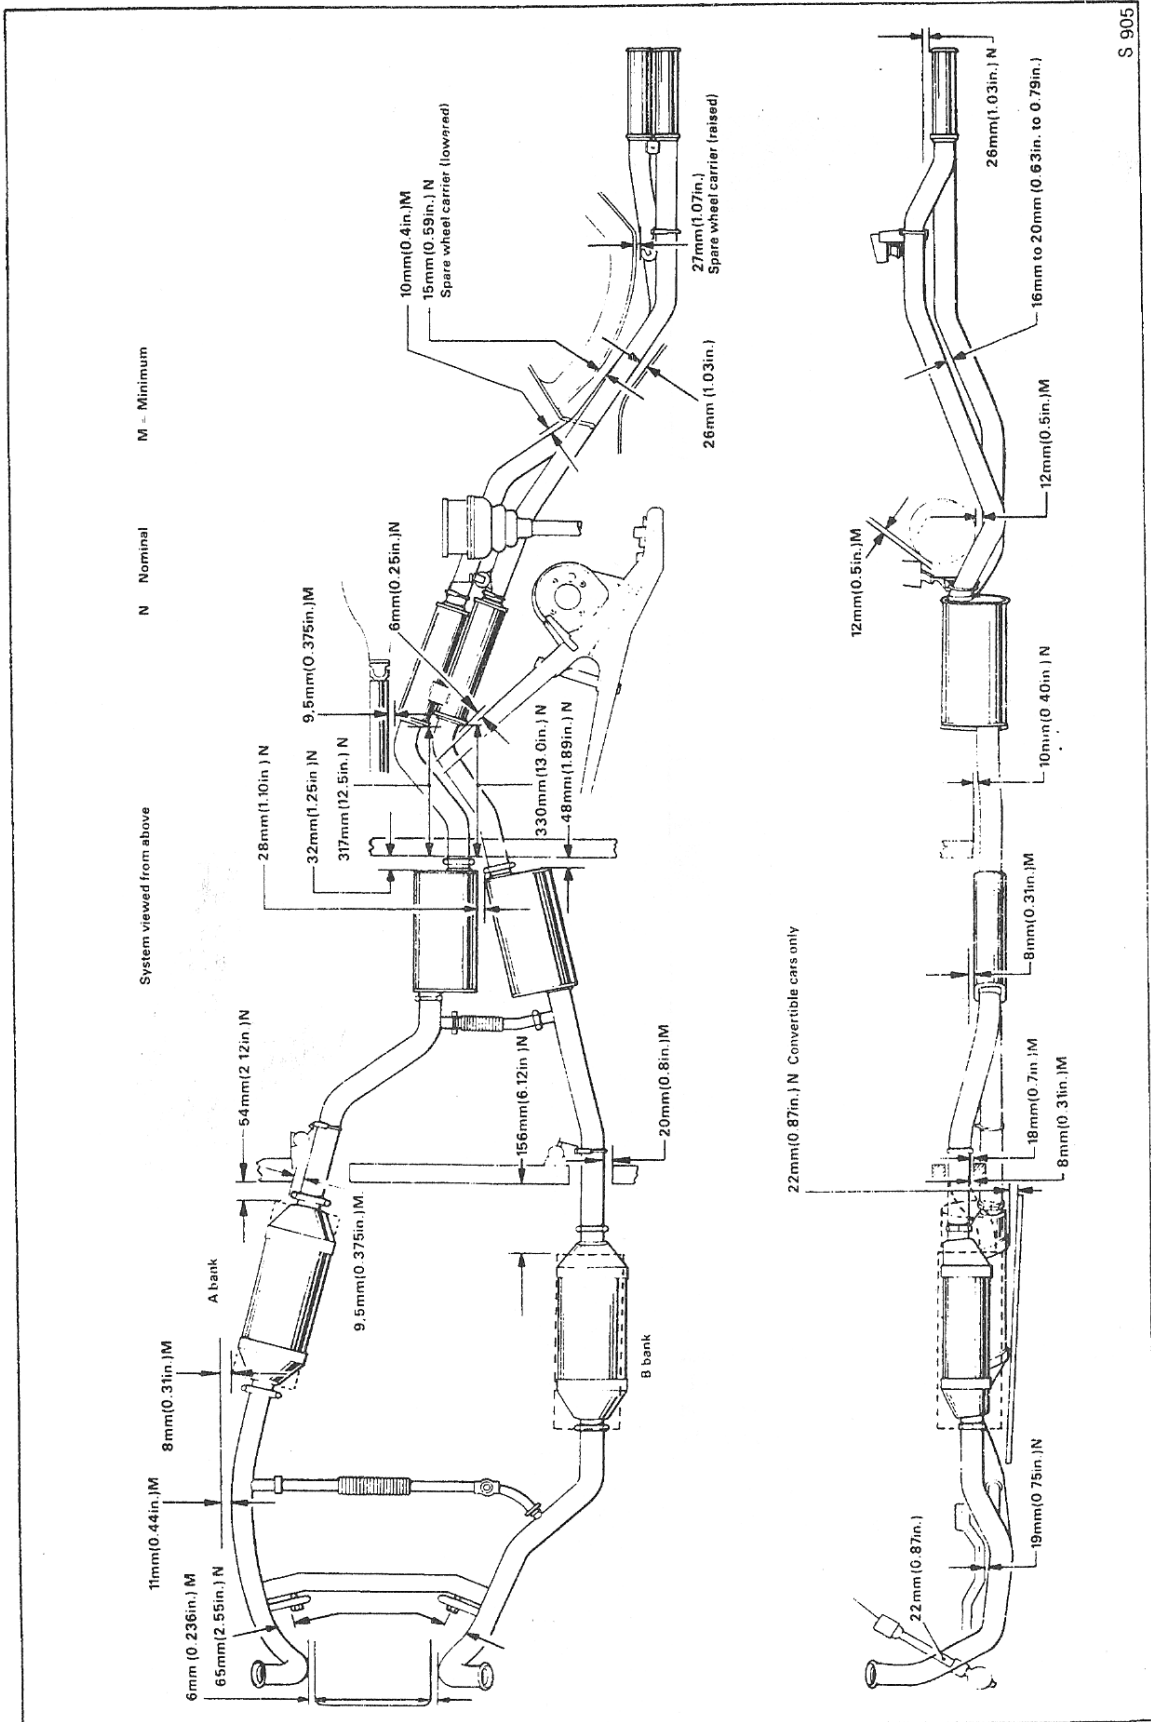 S 905
System viewed from above
N Nominal
M = Minimum
11mm(0.44in.)M
8mm(0.31in.)M
54mm(2 12in )N
28mm(1.10in ) N
32mm(1.25in )N
317mm(12.5in.) N
9,5mm(0.375in.)M
6mm(0.25in.)N
10mm(0.4in.)M
15mm(0.59in.) N
Spare wheel carrier (lowered)
6mm (0.236in.) M
65mm(2.55in.) N
A bank
9,5mm(0.375in.)M
B bank
156mm(6.12in )N
20mm(0.8in.)M
330mm(13.0in.) N
48mm(1.89in.) N
26mm (1.03in.)
27mm(1.07in.)
Spare wheel carrier (raised)
22mm(0.87in.) N Convertible cars only
12mm(0.5in.)M
26mm(1.03in.) N
16mm to 20mm (0.63in. to 0.79in.)
12mm(0.5in.)M
10mm(0 40in ) N
8mm(0.31in.)M
18mm(0.7in )M
8mm(0.31in.)M
19mm(0 75in.)N
22mm(0.87in.)